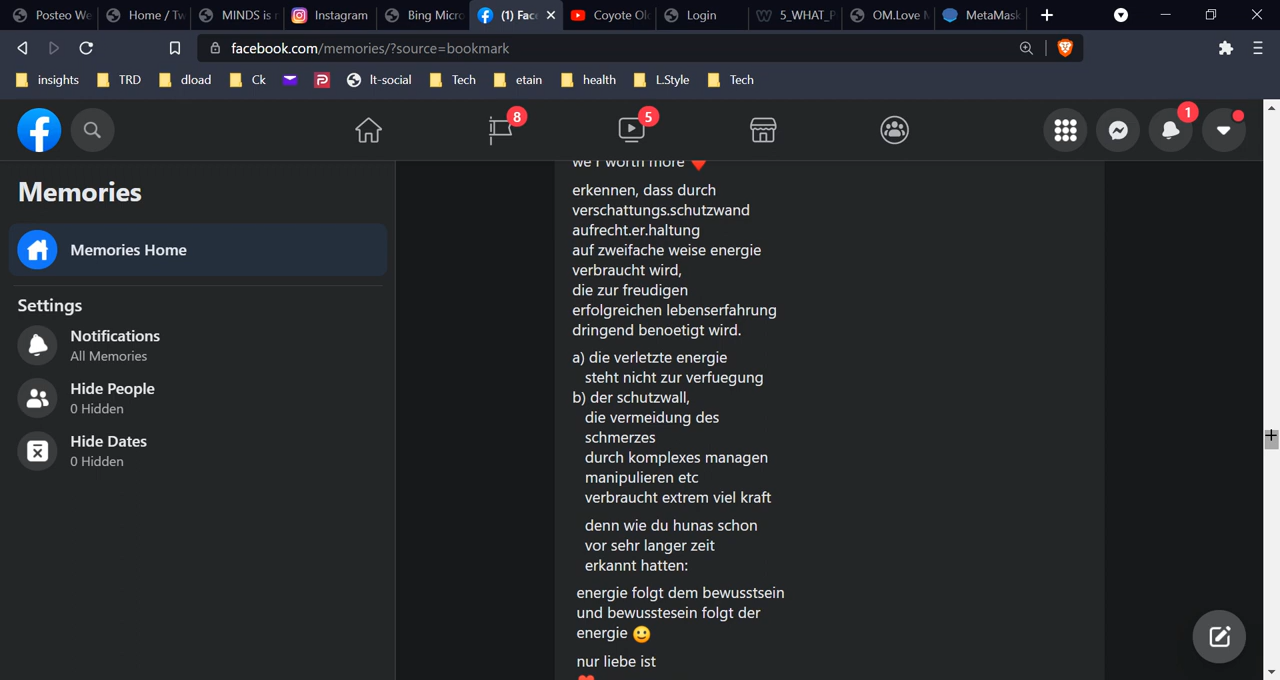 Posteo We
Home / Tw
MINDS is
Instagram
Bing Micro
(1) Fac
Coyote Ol
Login
5_WHAT_P
OM.Love
MetaMask
facebook.com/memories/?source=bookmark
insights
TRD
dload
Ck
lt-social
Tech
etain
health
L.Style
Tech
8
5
1
Memories
Memories Home
Settings
Notifications
All Memories
Hide People
0 Hidden
Hide Dates
0 Hidden
we r worth more
erkennen, dass durch
verschattungs.schutzwand
aufrecht.er.haltung
auf zweifache weise energie
verbraucht wird,
die zur freudigen
erfolgreichen lebenserfahrung
dringend benoetigt wird.
a) die verletzte energie
steht nicht zur verfuegung
b) der schutzwall,
die vermeidung des
schmerzes
durch komplexes managen
manipulieren etc
verbraucht extrem viel kraft
denn wie du hunas schon
vor sehr langer zeit
erkannt hatten:
energie folgt dem bewusstsein
und bewusstesein folgt der
energie 🙂
nur liebe ist